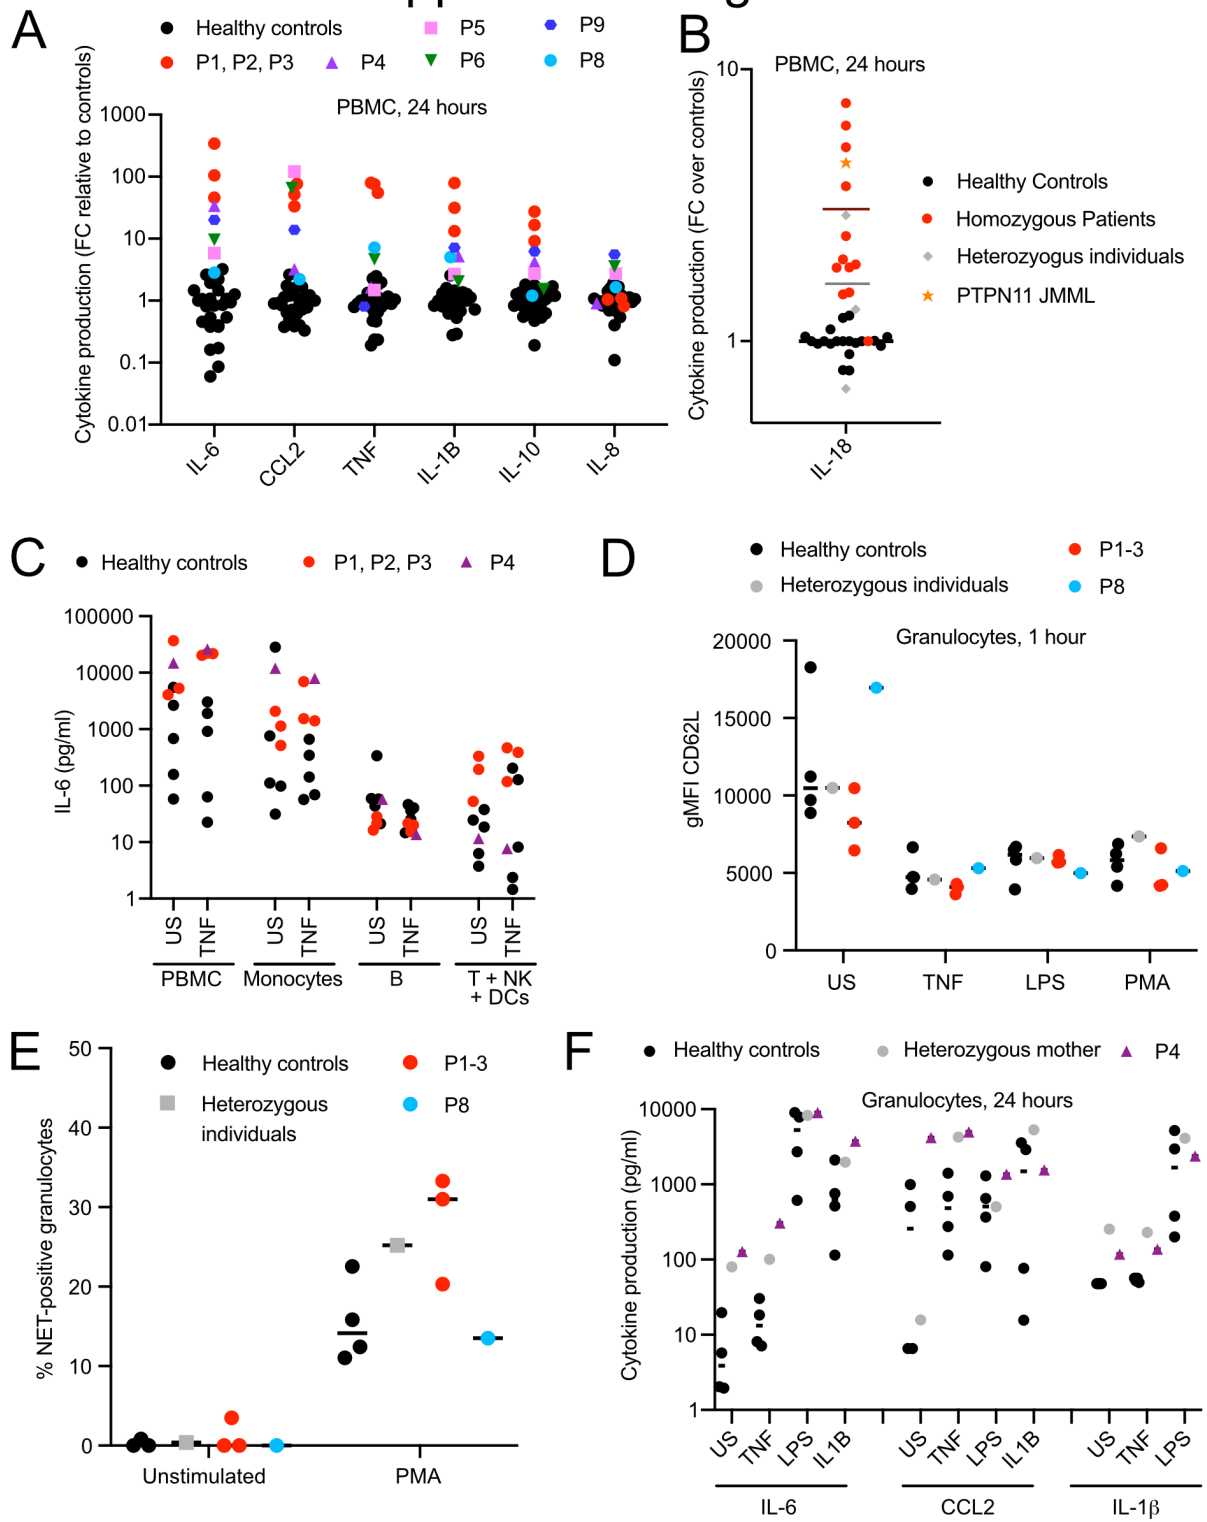 A
Healthy controls
P5
P9
P1, P2, P3
P4
P6
P8
PBMC, 24 hours
Cytokine production (FC relative to controls)
1000
100
10
1
0.1
0.01
IL-6
CCL2
TNF
IL-1B
IL-10
IL-8
B
PBMC, 24 hours
Cytokine production (FC over controls)
10
1
IL-18
Healthy Controls
Homozygous Patients
Heterozyogus individuals
PTPN11 JMML
C
Healthy controls
P1, P2, P3
P4
IL-6 (pg/ml)
100000
10000
1000
100
10
1
US
TNF
US
TNF
US
TNF
US
TNF
PBMC
Monocytes
B
T + NK
+ DCs
D
Healthy controls
P1-3
Heterozygous individuals
P8
Granulocytes, 1 hour
gMFI CD62L
20000
15000
10000
5000
0
US
TNF
LPS
PMA
E
Healthy controls
P1-3
Heterozygous
individuals
P8
% NET-positive granulocytes
50
40
30
20
10
0
Unstimulated
PMA
F
Healthy controls
Heterozygous mother
P4
Granulocytes, 24 hours
Cytokine production (pg/ml)
10000
1000
100
10
1
US
TNF
LPS
IL1B
US
TNF
LPS
IL1B
US
TNF
LPS
IL-6
CCL2
IL-1β